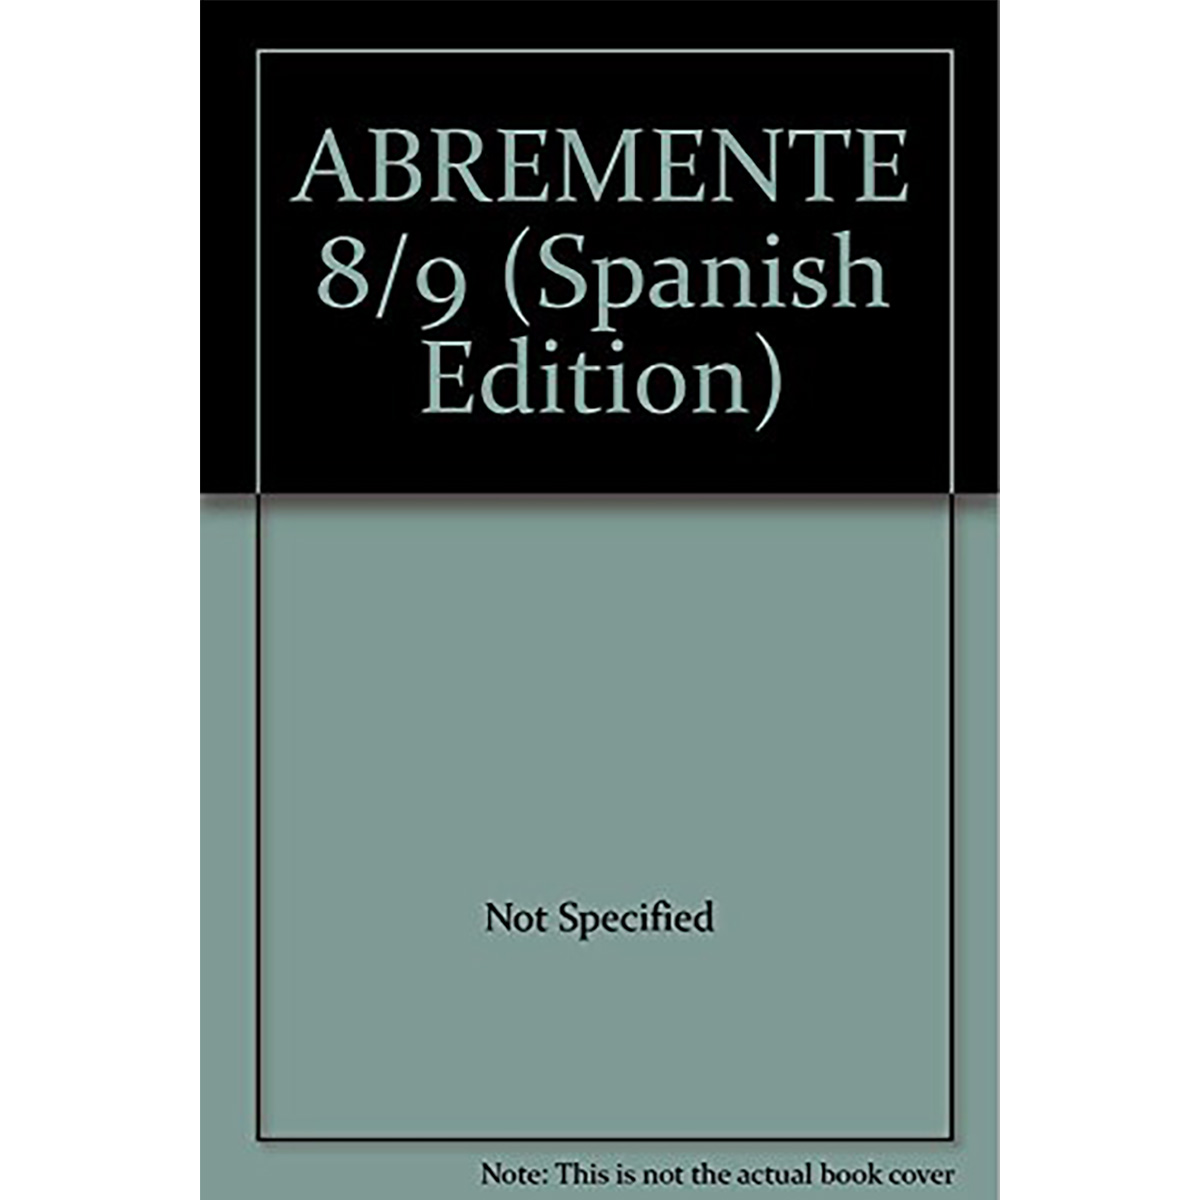 ABREMENTE
8/9 (Spanish
Edition)
Not Specified
Note: This is not the actual book cover